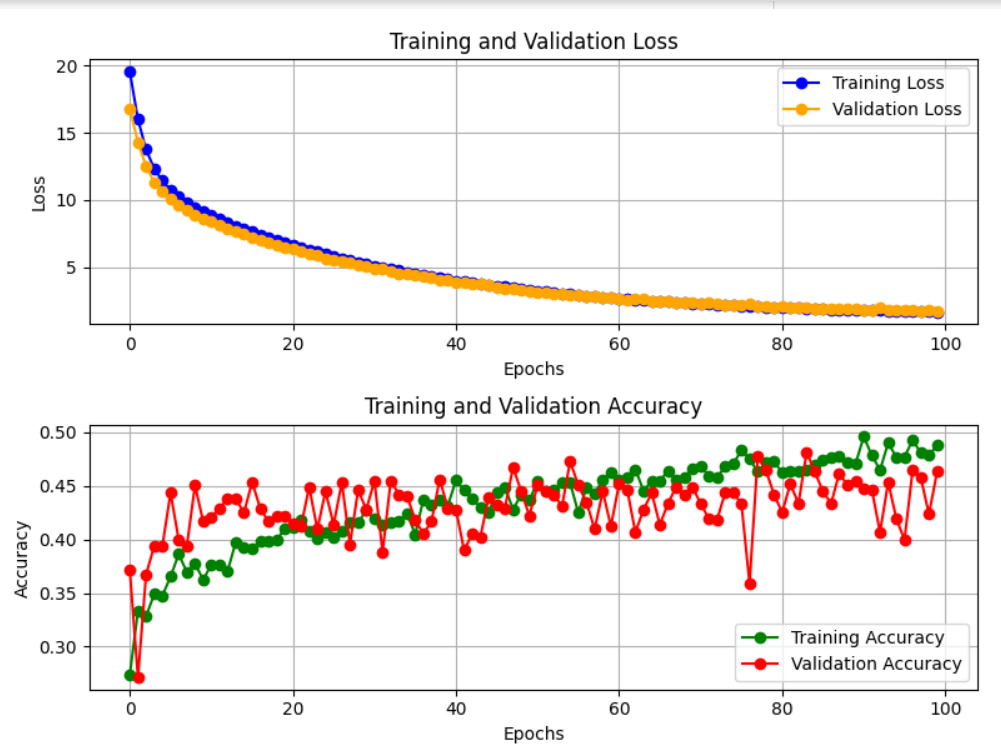 Training and Validation Loss
20
15
10
5
Loss
Training Loss
Validation Loss
0 20 40 60 80 100
Epochs
Training and Validation Accuracy
0.50
0.45
0.40
0.35
0.30
Accuracy
Training Accuracy
Validation Accuracy
0 20 40 60 80 100
Epochs